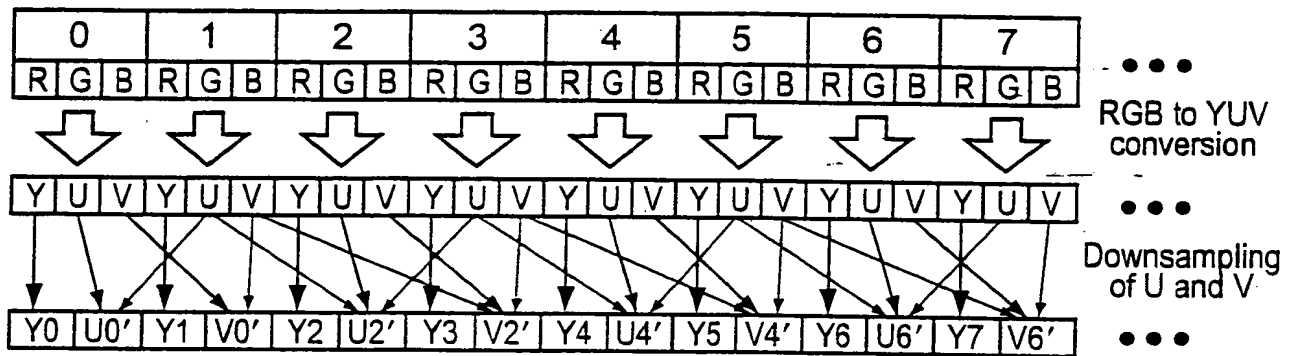 0 1 2 3 4 5 6 7
R G B R G B R G B R G B R G B R G B R G B R G B
RGB to YUV
conversion
Y U V Y U V Y U V Y U V Y U V Y U V Y U V Y U V
Downsampling
of U and V
Y0 U0′ Y1 V0′ Y2 U2′ Y3 V2′ Y4 U4′ Y5 V4′ Y6 U6′ Y7 V6′